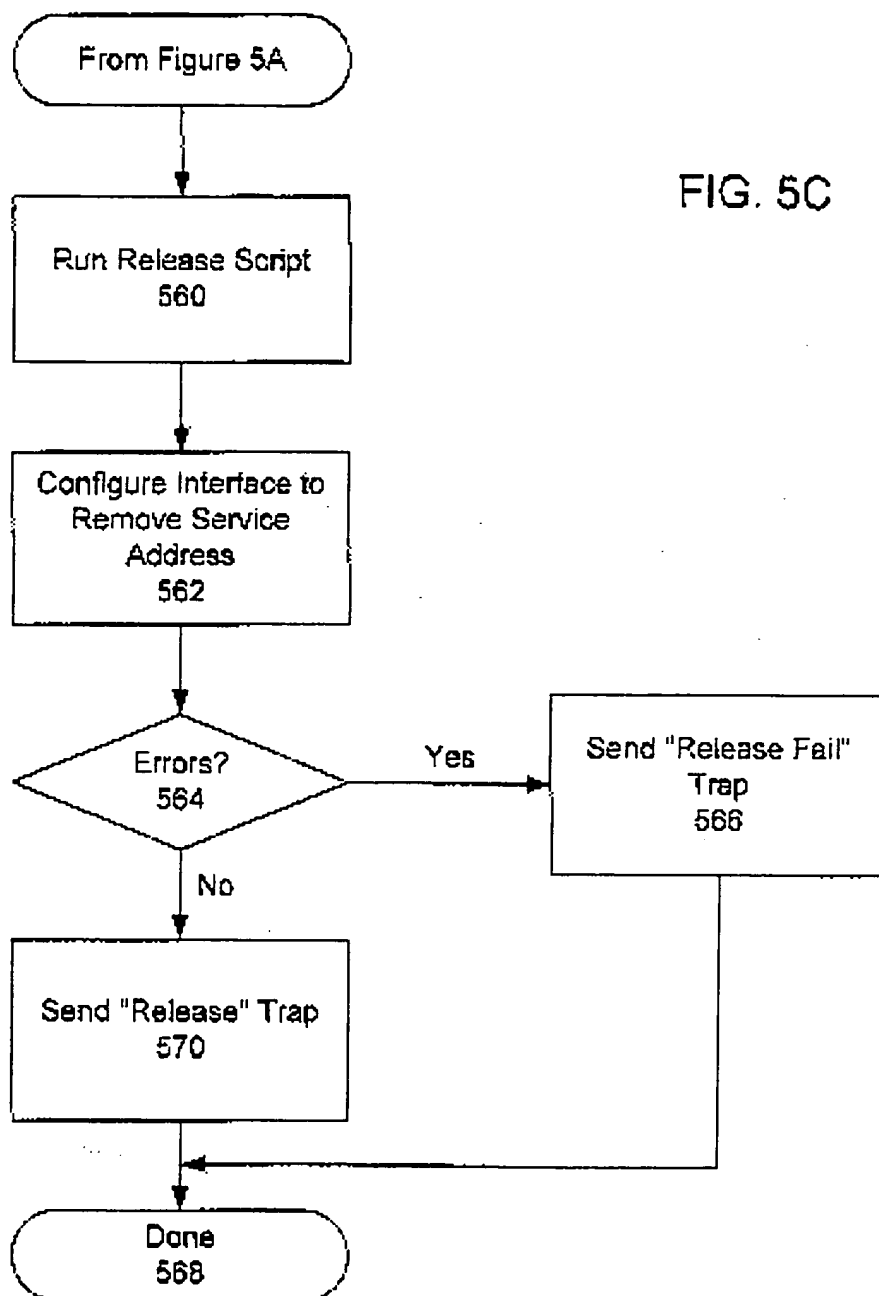 From Figure 5A
FIG. 5C
Run Release Script
560
Configure Interface to
Remove Service
Address
562
Errors?
564
Yes
Send "Release Fail"
Trap
566
No
Send "Release" Trap
570
Done
568